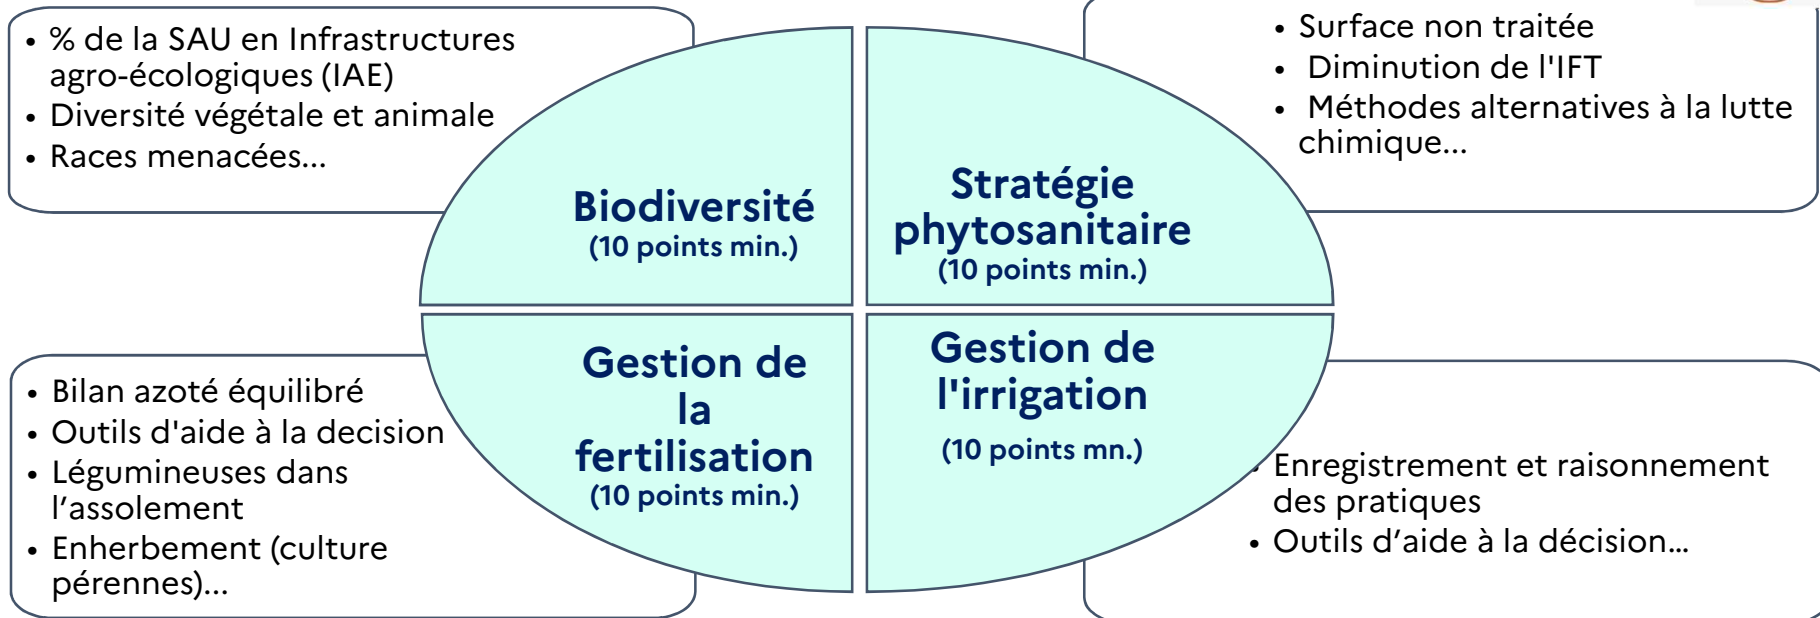 • % de la SAU en Infrastructures
agro-écologiques (IAE)
• Diversité végétale et animale
• Races menacées...
• Surface non traitée
• Diminution de l'IFT
• Méthodes alternatives à la lutte
chimique...
Biodiversité
(10 points min.)
Stratégie
phytosanitaire
(10 points min.)
Gestion de
la
fertilisation
(10 points min.)
Gestion de
l'irrigation
(10 points mn.)
• Bilan azoté équilibré
• Outils d'aide à la decision
• Légumineuses dans
l’assolement
• Enherbement (culture
pérennes)...
• Enregistrement et raisonnement
des pratiques
• Outils d’aide à la décision...